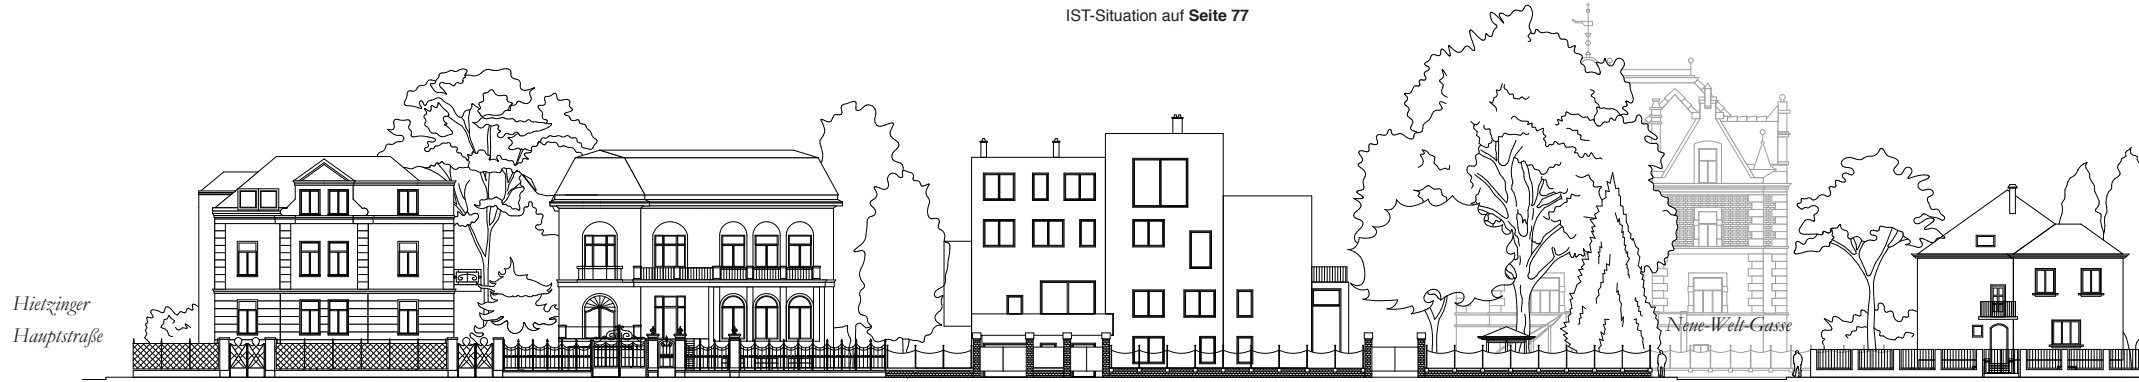 IST-Situation auf Seite 77
Hietzinger
Hauptstraße
Neue-Welt-Gasse